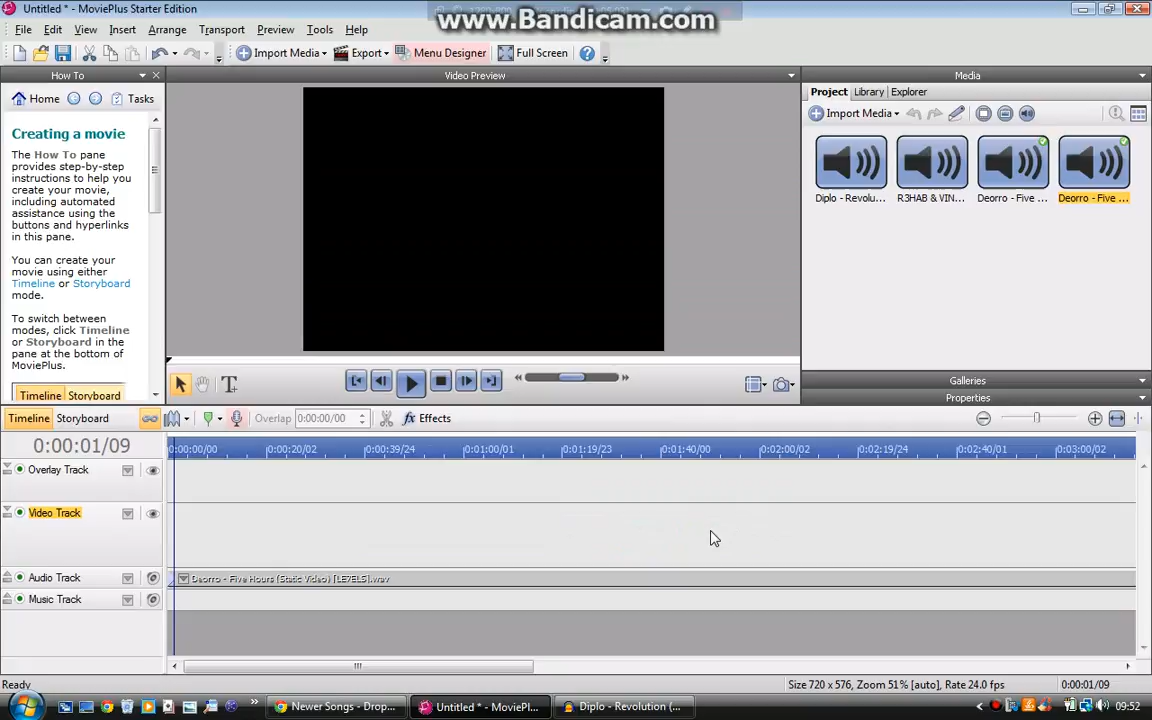 Untitled * - MoviePlus Starter Edition
www.Bandicam.com
File Edit View Insert Arrange Transport Preview Tools Help
Import Media Export Menu Designer Full Screen
How To
Video Preview
Media
Home Tasks
Project Library Explorer
Import Media
Creating a movie
The How To pane
provides step-by-step
instructions to help you
create your movie,
including automated
assistance using the
buttons and hyperlinks
in this pane.
You can create your
movie using either
Timeline or Storyboard
mode.
To switch between
modes, click Timeline
or Storyboard in the
pane at the bottom of
MoviePlus.
Timeline Storyboard
Diplo - Revolu... R3HAB & VIN... Deorro - Five ... Deorro - Five ...
Galleries
Properties
Timeline Storyboard Overlap 0:00:00/00 fx Effects
0:00:01/09
0:00:00/00 0:00:20/02 0:00:39/24 0:01:00/01 0:01:19/23 0:01:40/00 0:02:00/02 0:02:19/24 0:02:40/01 0:03:00/02
Overlay Track
Video Track
Audio Track
Deorro - Five Hours (Static Video) [LE7ELS].wav
Music Track
Ready
Size 720 x 576, Zoom 51% [auto], Rate 24.0 fps
0:00:01/09
Newer Songs - Drop... Untitled * - MoviePl... Diplo - Revolution (... 09:52